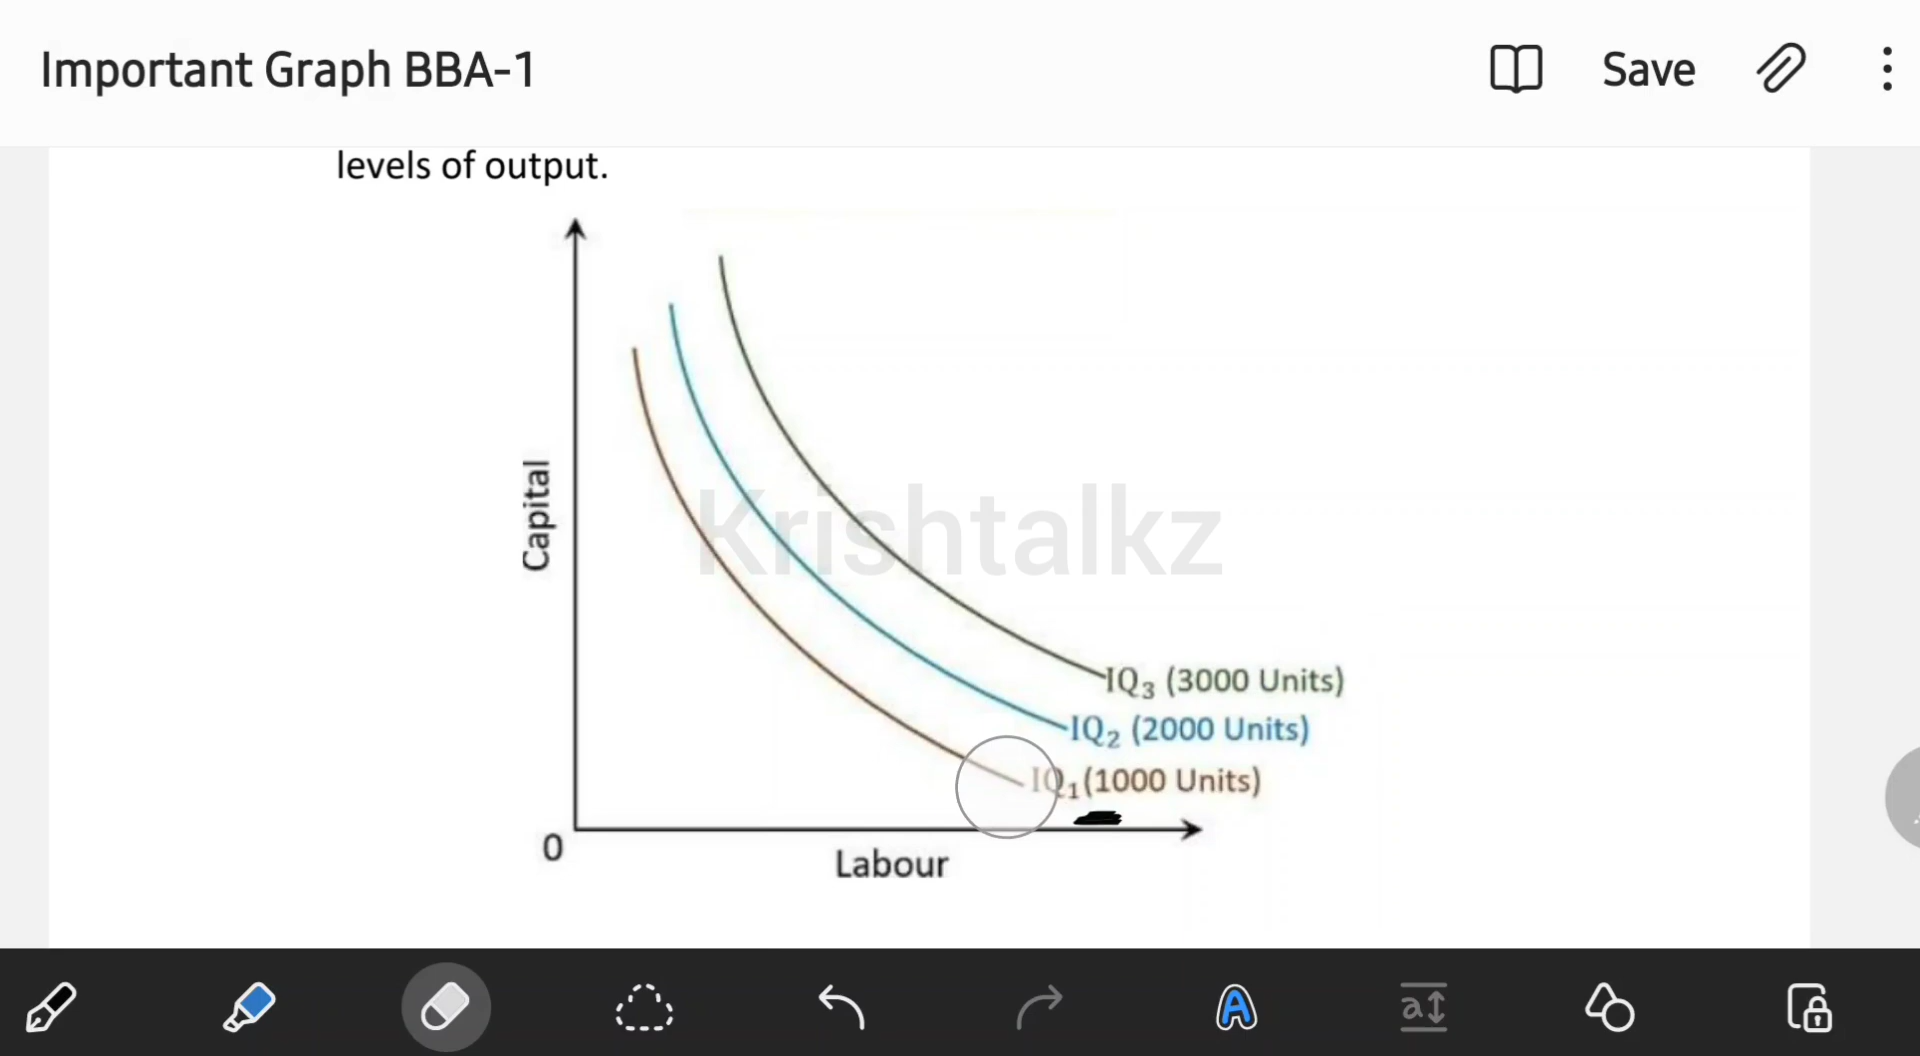 Important Graph BBA-1
Save
levels of output.
Capital
Krishtalkz
IQ₃ (3000 Units)
IQ₂ (2000 Units)
IQ₁(1000 Units)
0
Labour
A
a